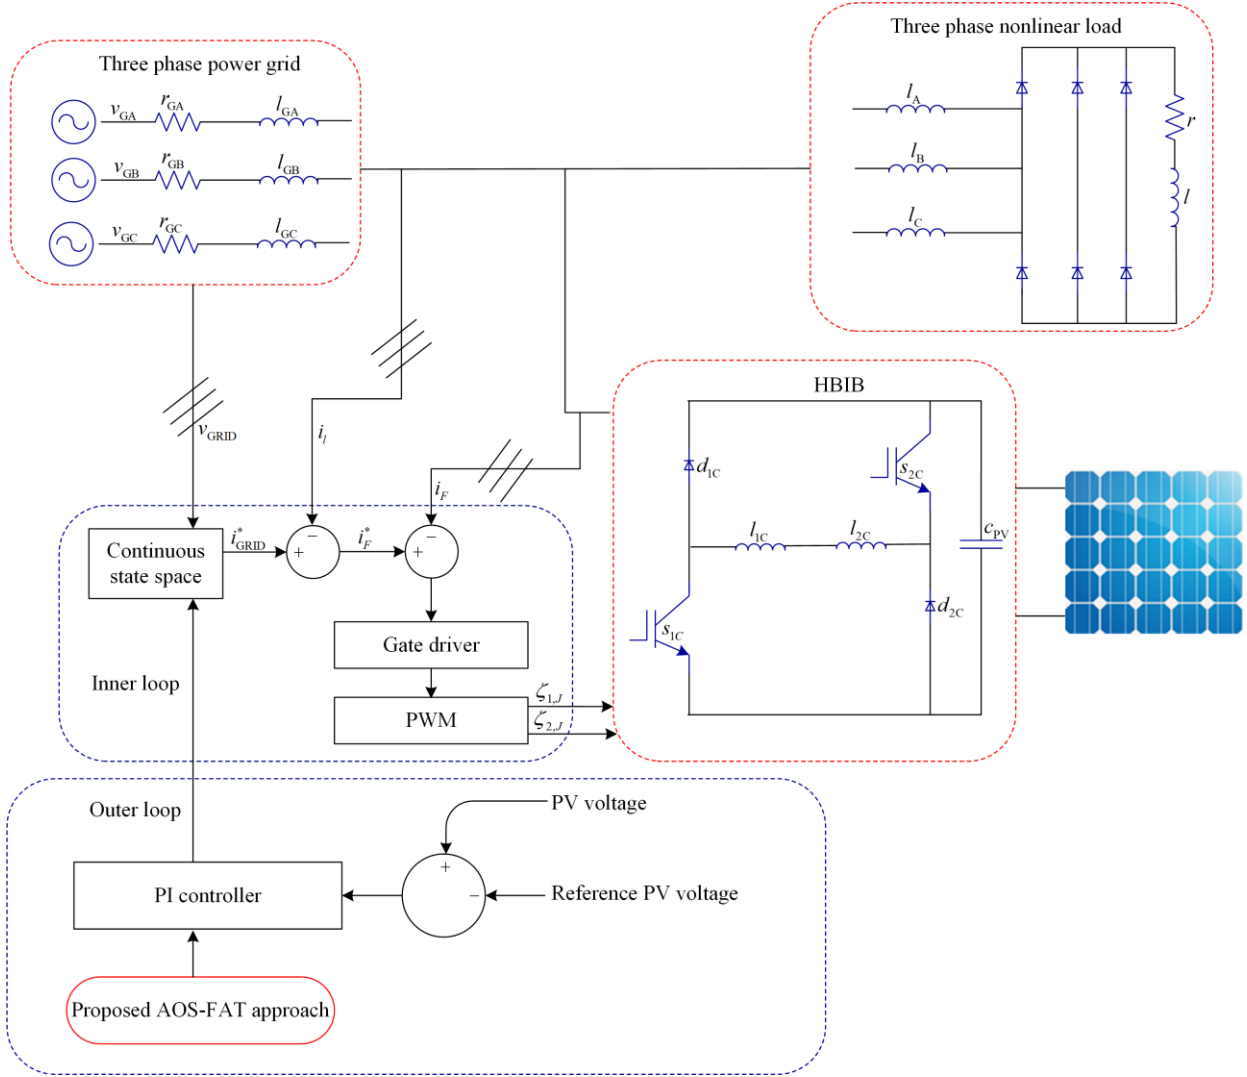 Three phase power grid
v_GA r_GA l_GA
v_GB r_GB l_GB
v_GC r_GC l_GC
Three phase nonlinear load
l_A
l_B
l_C
r
l
v_GRID
i_l
i_F
HBIB
d_1C
s_2C
l_1C
l_2C
c_PV
d_2C
s_1C
Continuous
state space
i*_GRID
+ −
i*_F
+ −
Gate driver
PWM
ζ_1,J
ζ_2,J
Inner loop
Outer loop
PV voltage
+
−
Reference PV voltage
PI controller
Proposed AOS-FAT approach